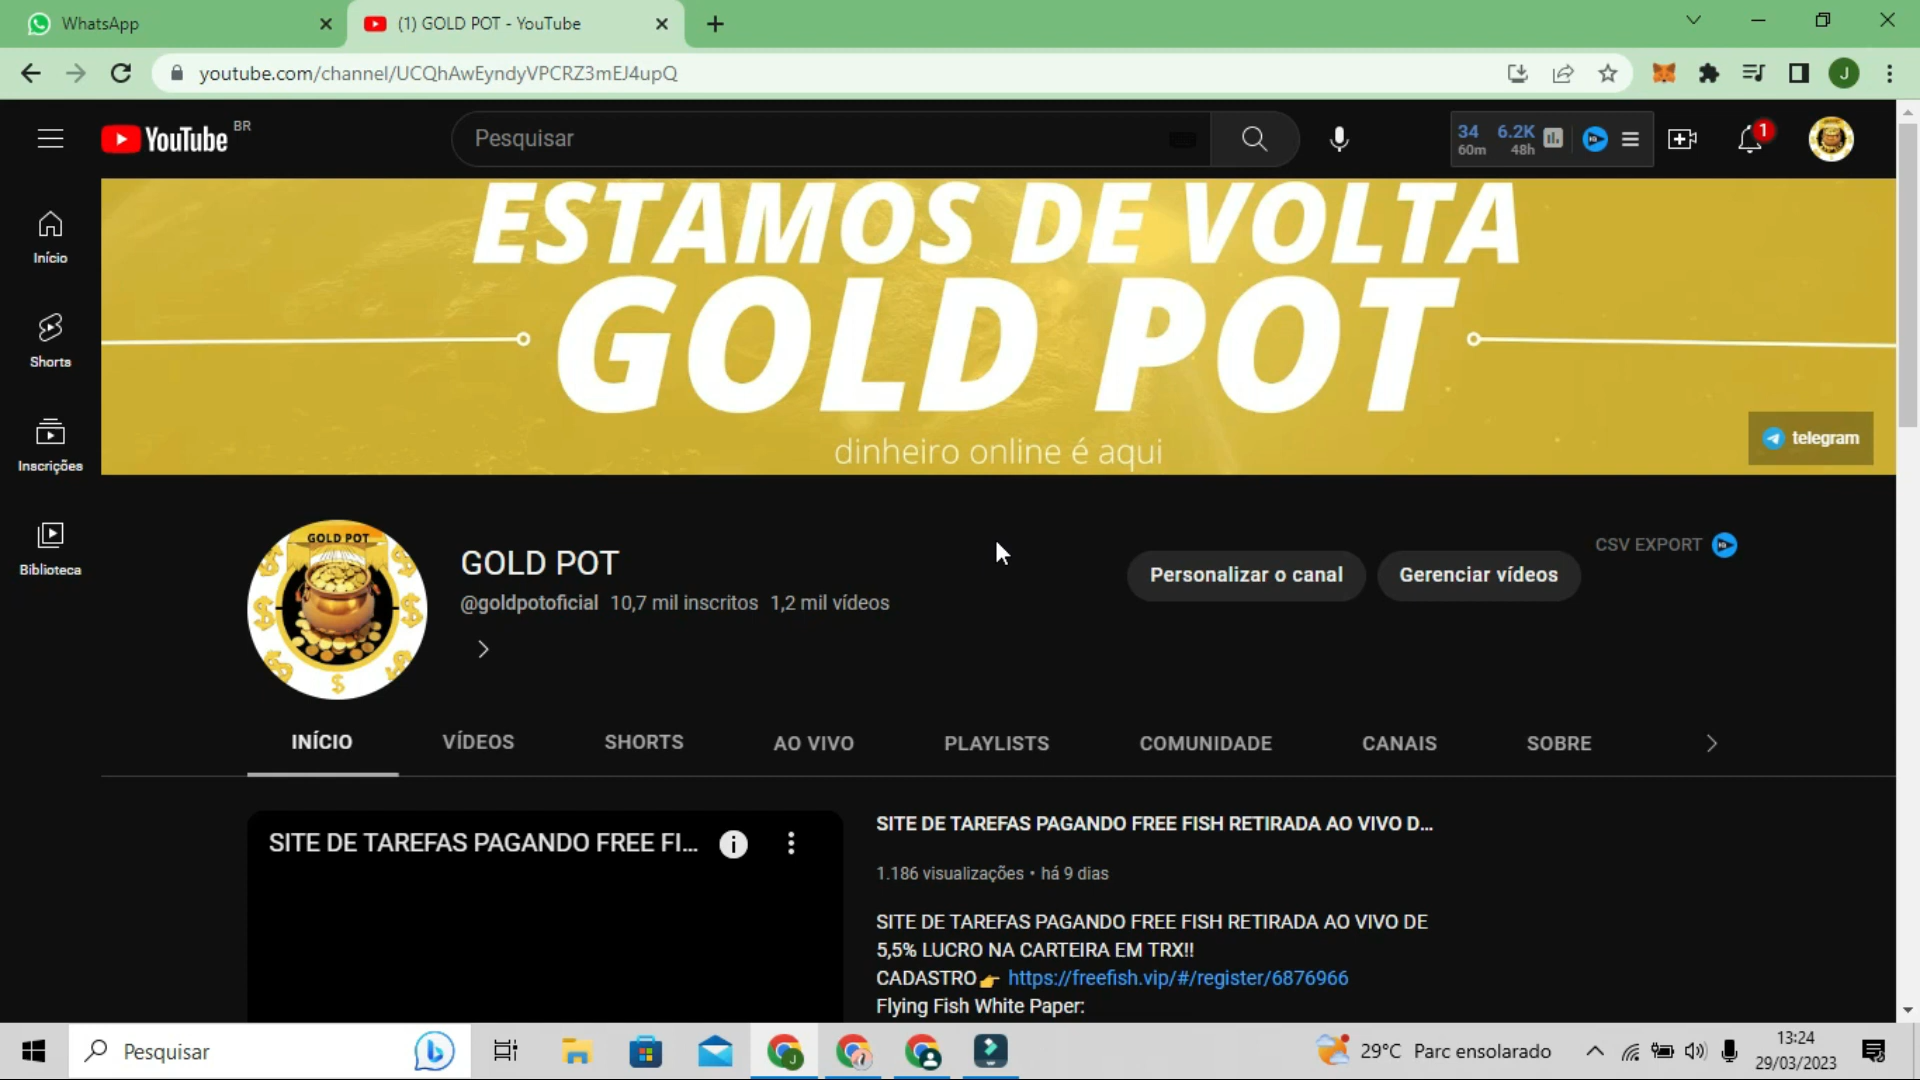 WhatsApp
(1) GOLD POT - YouTube
youtube.com/channel/UCQhAwEyndyVPCRZ3mEJ4upQ
J
YouTube BR
Pesquisar
34 6.2K
60m 48h
1
Início
Shorts
Inscrições
Biblioteca
ESTAMOS DE VOLTA
GOLD POT
dinheiro online é aqui
telegram
GOLD POT
GOLD POT
@goldpotoficial 10,7 mil inscritos 1,2 mil vídeos
Personalizar o canal
Gerenciar vídeos
CSV EXPORT
INÍCIO
VÍDEOS
SHORTS
AO VIVO
PLAYLISTS
COMUNIDADE
CANAIS
SOBRE
SITE DE TAREFAS PAGANDO FREE FI...
SITE DE TAREFAS PAGANDO FREE FISH RETIRADA AO VIVO D...
1.186 visualizações • há 9 dias
SITE DE TAREFAS PAGANDO FREE FISH RETIRADA AO VIVO DE
5,5% LUCRO NA CARTEIRA EM TRX!!
CADASTRO👉 https://freefish.vip/#/register/6876966
Flying Fish White Paper:
Pesquisar
29°C Parc ensolarado
13:24
29/03/2023